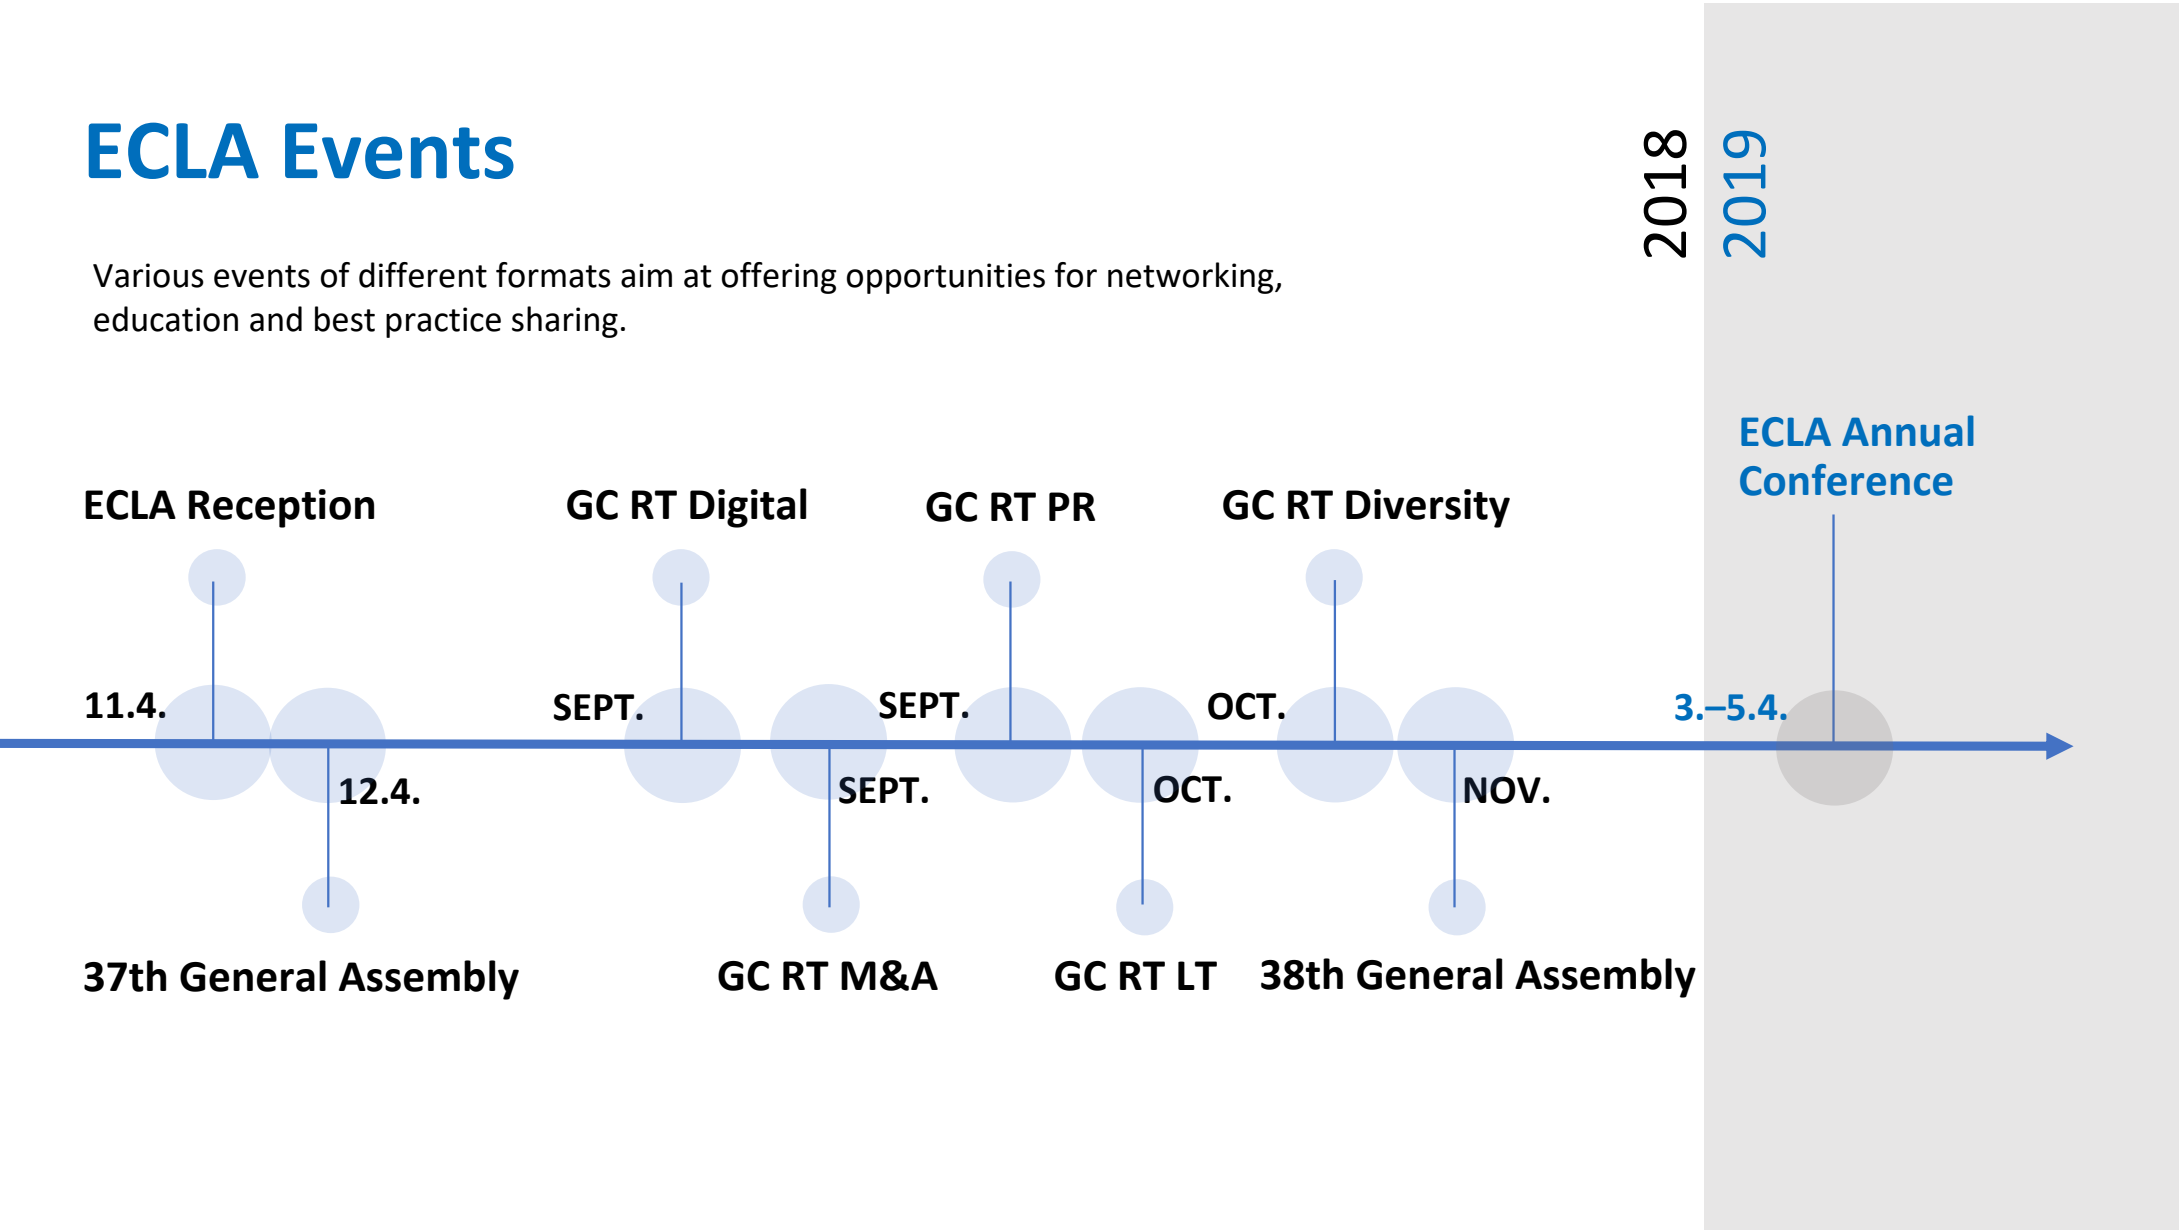 ECLA Events
2018
2019
Various events of different formats aim at offering opportunities for networking,
education and best practice sharing.
ECLA Annual
Conference
ECLA Reception
GC RT Digital
GC RT PR
GC RT Diversity
11.4.
SEPT.
SEPT.
OCT.
3.–5.4.
12.4.
SEPT.
OCT.
NOV.
37th General Assembly
GC RT M&A
GC RT LT
38th General Assembly